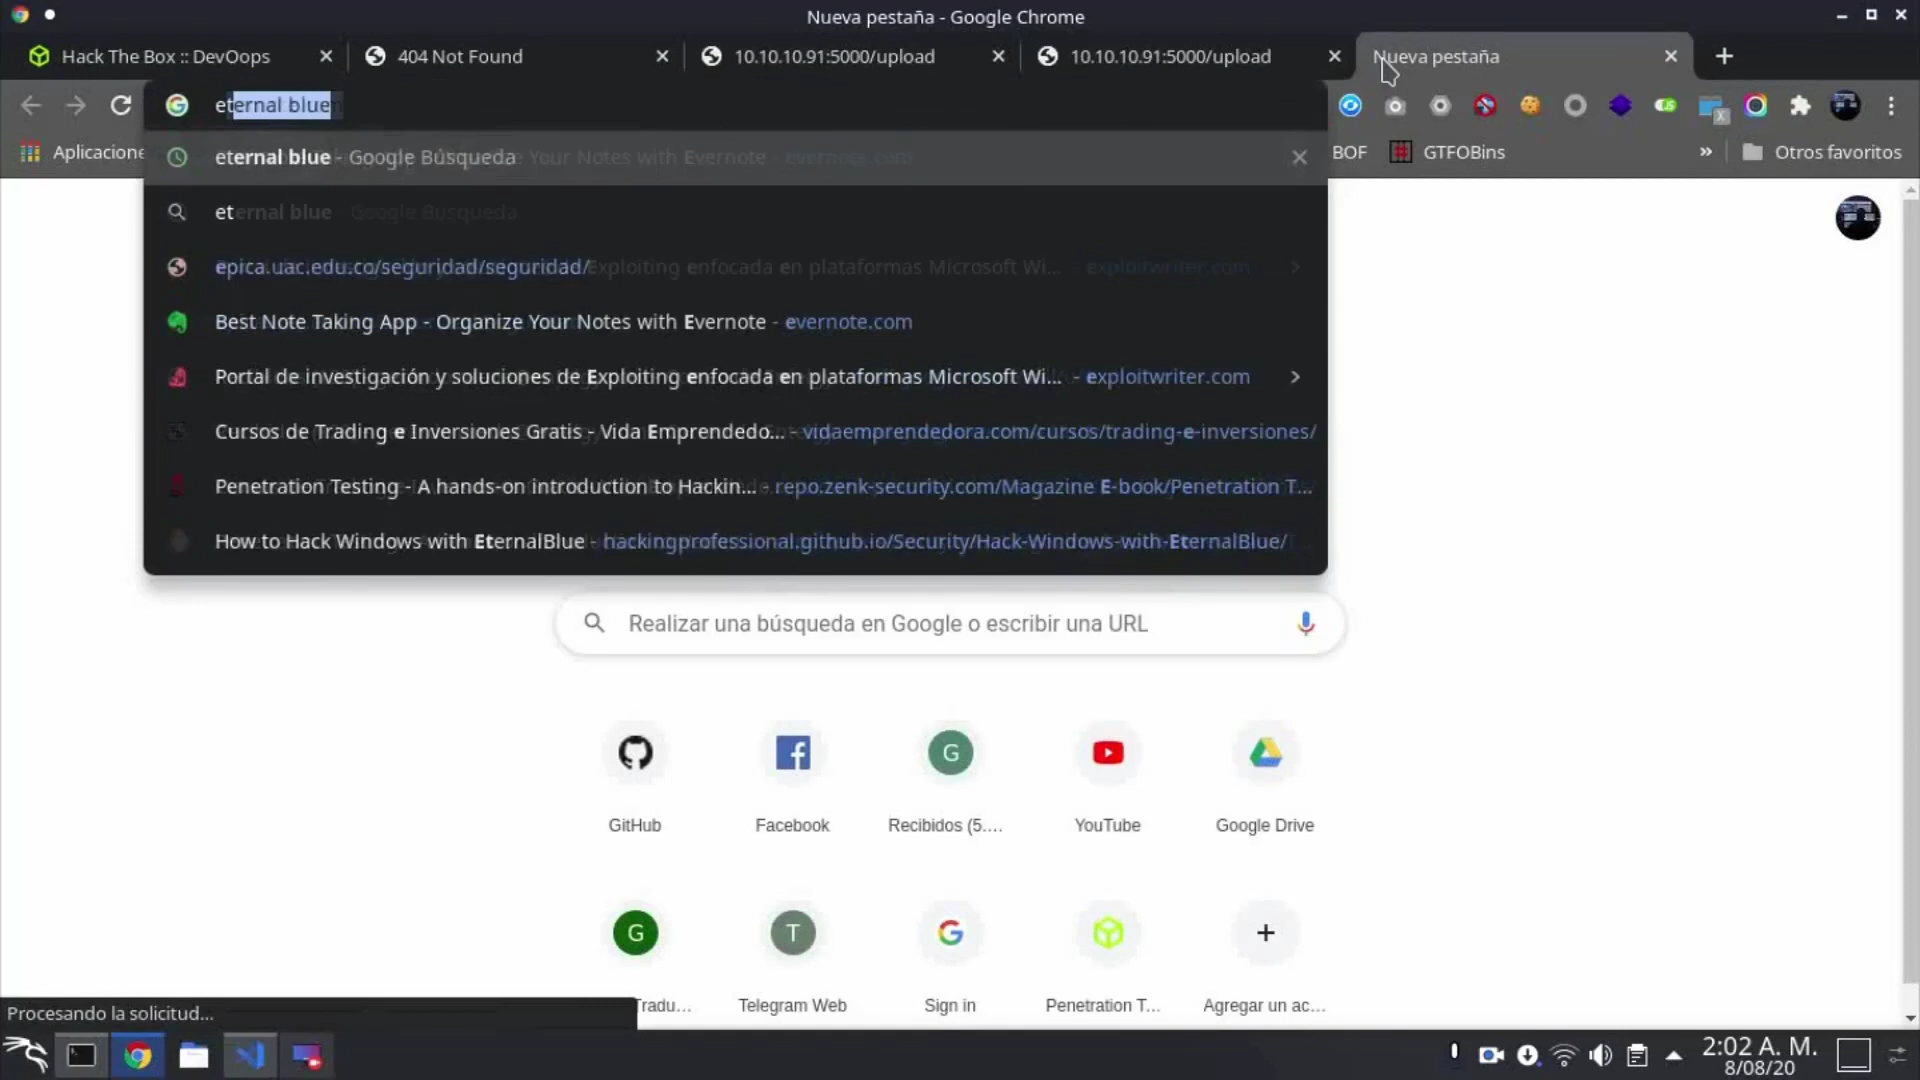 Nueva pestaña - Google Chrome
Hack The Box :: DevOops
404 Not Found
10.10.10.91:5000/upload
10.10.10.91:5000/upload
Nueva pestaña
eternal blue
Aplicacione
BOF
GTFOBins
»
Otros favoritos
eternal blue - Google Búsqueda
et
epica.uac.edu.co/seguridad/seguridad/
Best Note Taking App - Organize Your Notes with Evernote - evernote.com
Portal de investigación y soluciones de Exploiting enfocada en plataformas Microsoft Wi... - exploitwriter.com
Cursos de Trading e Inversiones Gratis - Vida Emprendedo... - vidaemprendedora.com/cursos/trading-e-inversiones/
Penetration Testing - A hands-on introduction to Hackin... - repo.zenk-security.com/Magazine E-book/Penetration T...
How to Hack Windows with EternalBlue - hackingprofessional.github.io/Security/Hack-Windows-with-EternalBlue/
Realizar una búsqueda en Google o escribir una URL
GitHub
Facebook
G
Recibidos (5....
YouTube
Google Drive
G
Tradu...
T
Telegram Web
Sign in
Penetration T...
Agregar un ac...
Procesando la solicitud...
2:02 A. M.
8/08/20